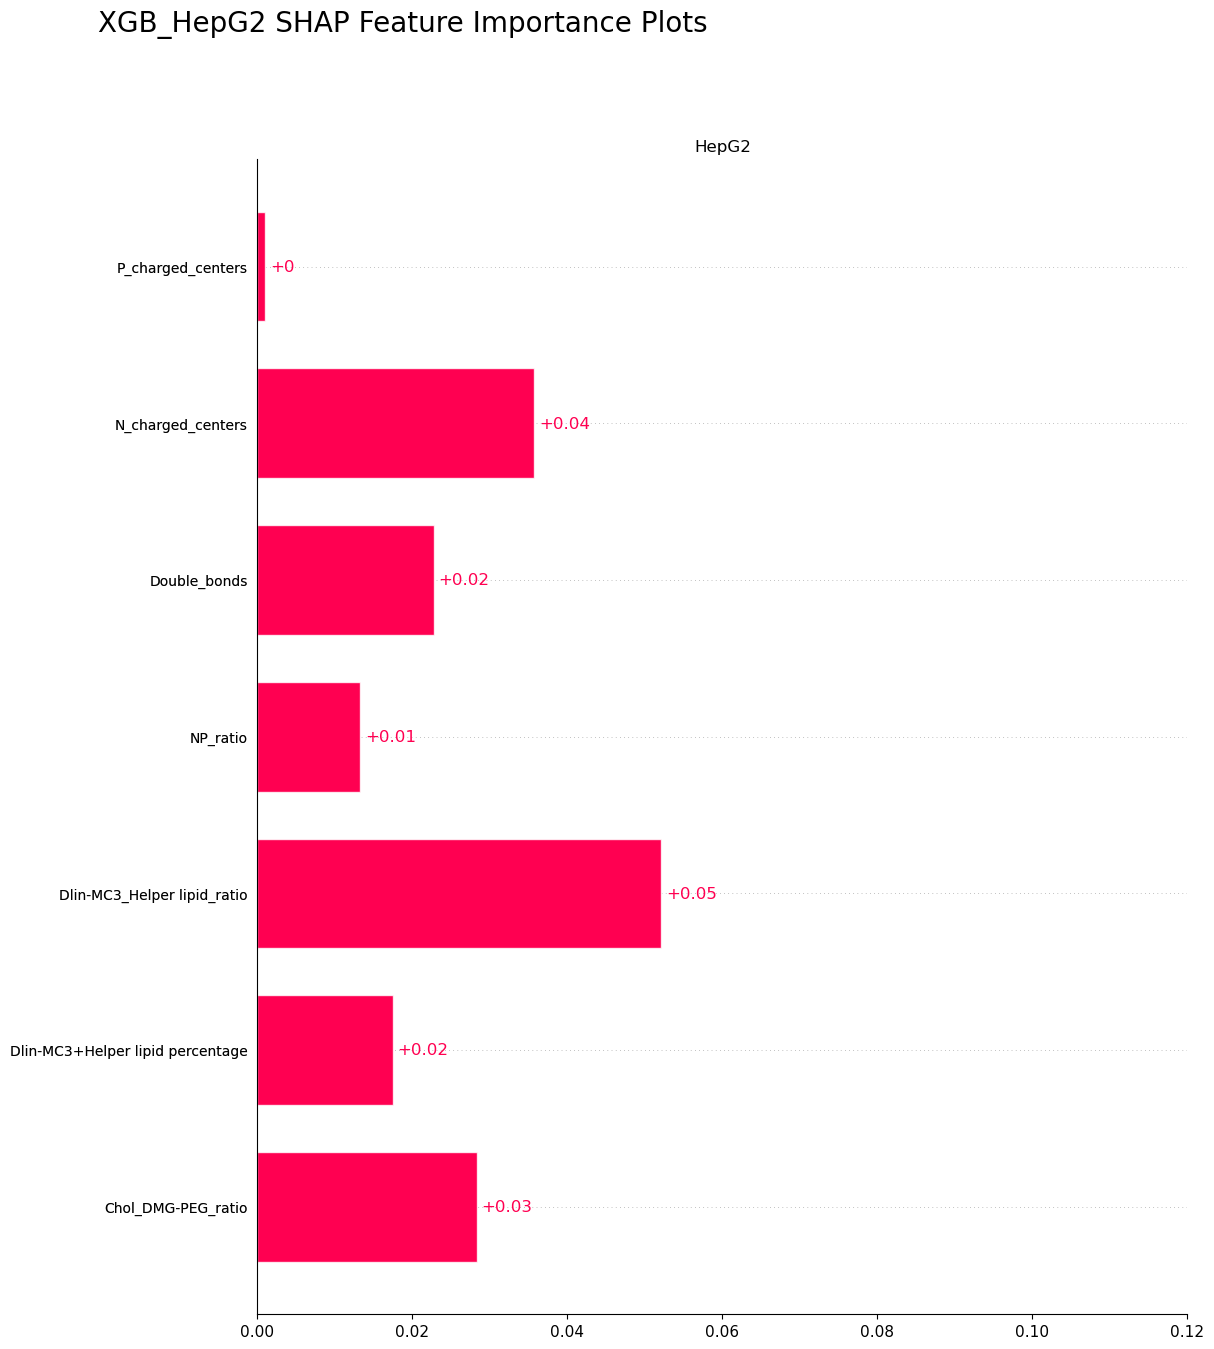 XGB_HepG2 SHAP Feature Importance Plots
HepG2
P_charged_centers
+0
N_charged_centers
+0.04
Double_bonds
+0.02
NP_ratio
+0.01
Dlin-MC3_Helper lipid_ratio
+0.05
Dlin-MC3+Helper lipid percentage
+0.02
Chol_DMG-PEG_ratio
+0.03
0.00 0.02 0.04 0.06 0.08 0.10 0.12